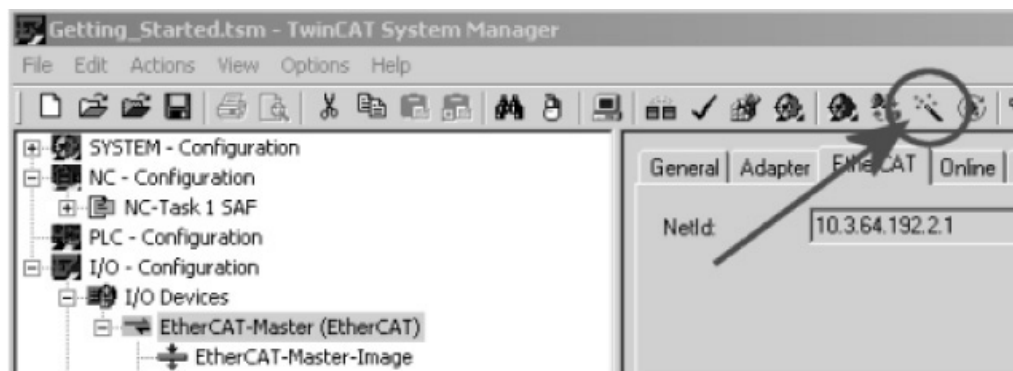 Getting_Started.tsm - TwinCAT System Manager
File Edit Actions View Options Help
SYSTEM - Configuration
NC - Configuration
NC-Task 1 SAF
PLC - Configuration
I/O - Configuration
I/O Devices
EtherCAT-Master (EtherCAT)
EtherCAT-Master-Image
General Adapter EtherCAT Online
NetId: 10.3.64.192.2.1